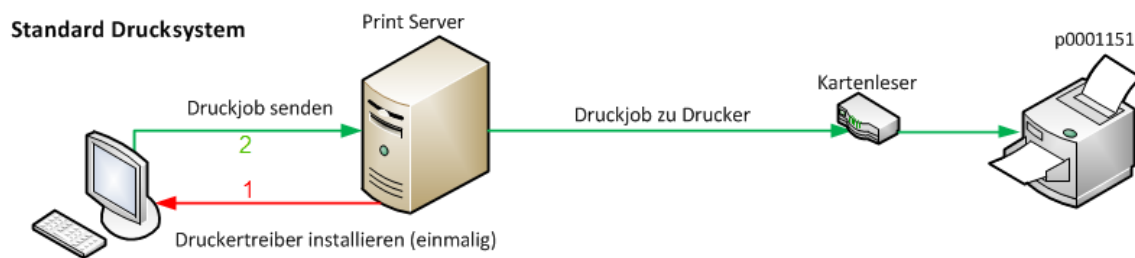 Standard Drucksystem
Print Server
p0001151
Kartenleser
Druckjob senden
2
Druckjob zu Drucker
1
Druckertreiber installieren (einmalig)